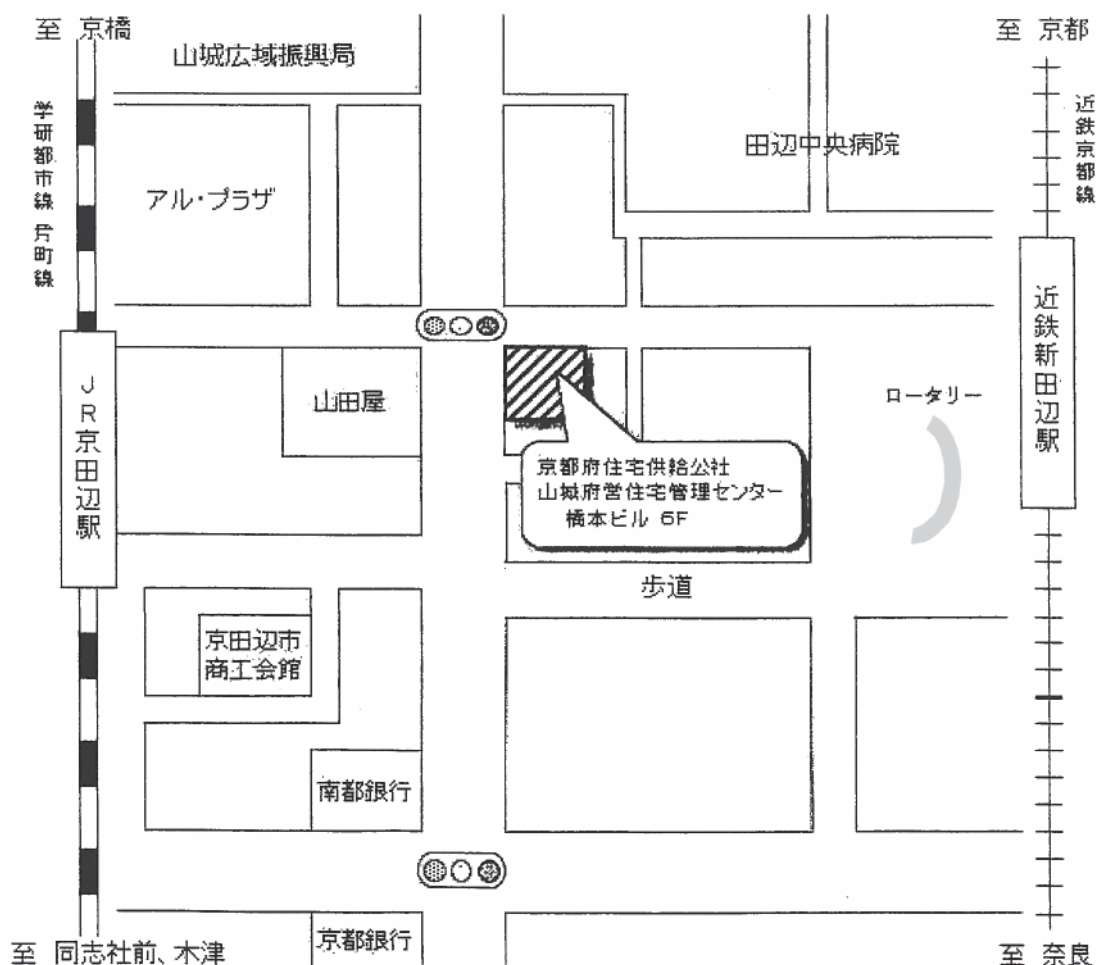 至 京橋
至 京都
山城広域振興局
学研都市線 片町線
近鉄京都線
田辺中央病院
アル・プラザ
近鉄新田辺駅
JR京田辺駅
山田屋
ロータリー
京都府住宅供給公社
山城府営住宅管理センター
橋本ビル 6F
歩道
京田辺市
商工会館
南都銀行
京都銀行
至 同志社前、木津
至 奈良